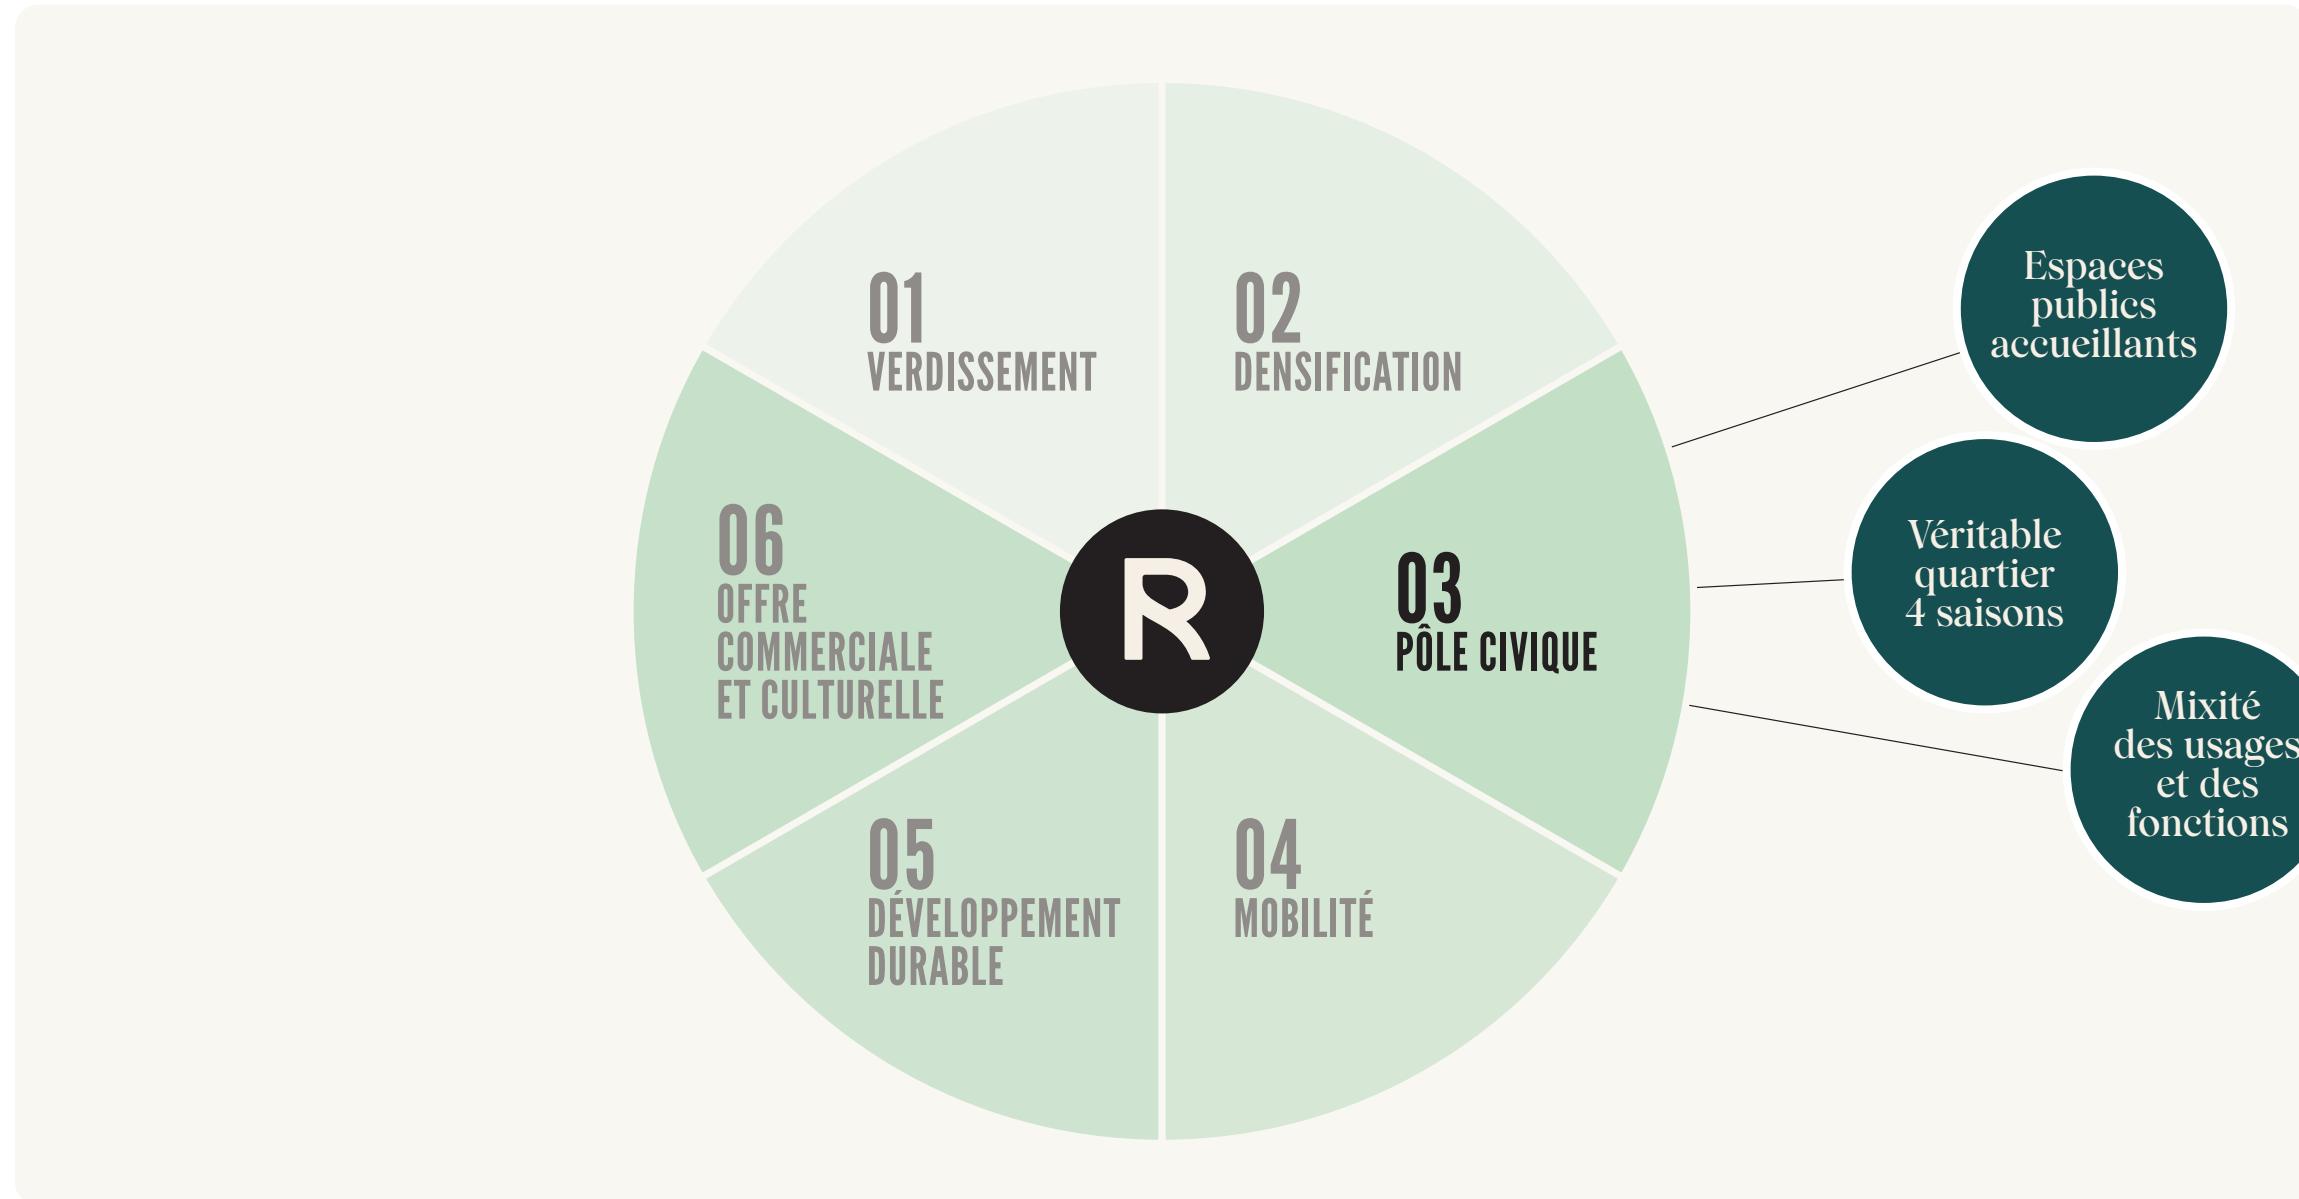 01
VERDISSEMENT
02
DENSIFICATION
03
PÔLE CIVIQUE
04
MOBILITÉ
05
DÉVELOPPEMENT
DURABLE
06
OFFRE
COMMERCIALE
ET CULTURELLE
R
Espaces
publics
accueillants
Véritable
quartier
4 saisons
Mixité
des usages
et des
fonctions